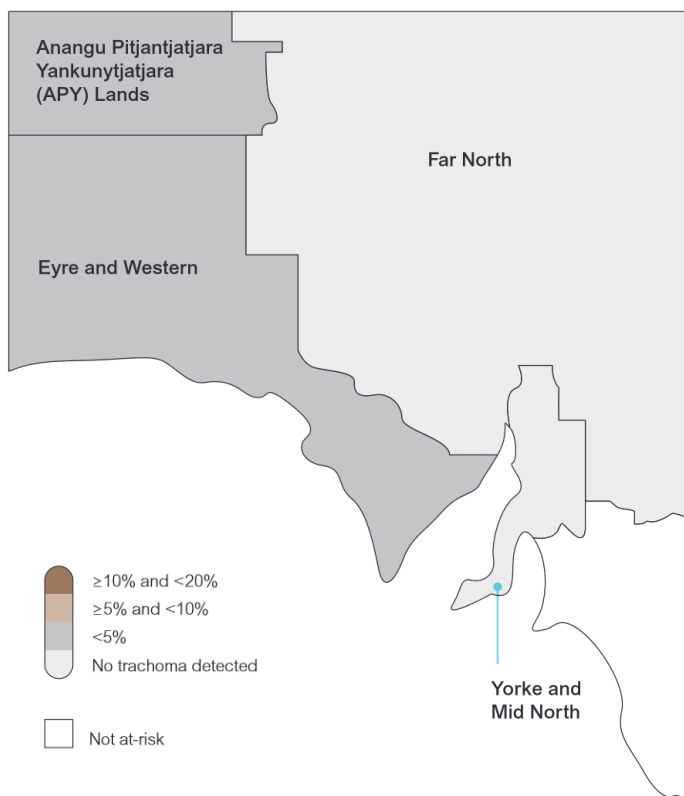 Anangu Pitjantjatjara
Yankunytjatjara
(APY) Lands
Far North
Eyre and Western
≥10% and <20%
≥5% and <10%
<5%
No trachoma detected
Not at-risk
Yorke and
Mid North